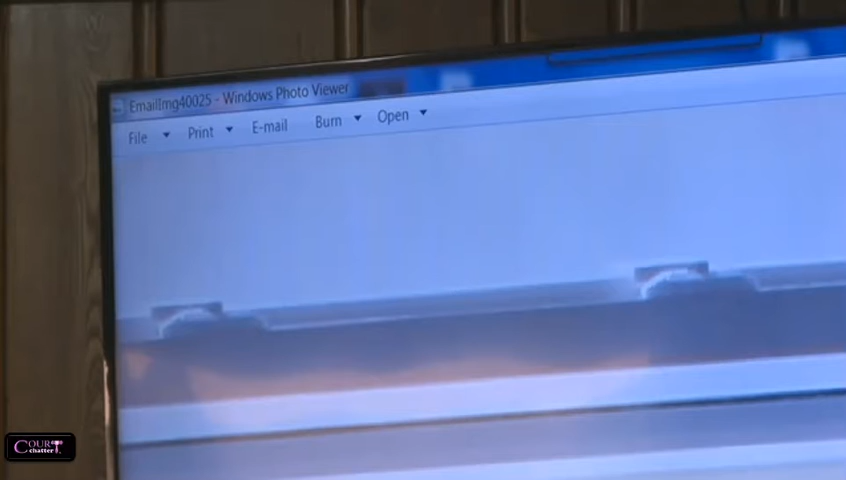 EmailImg40025 - Windows Photo Viewer
File Print E-mail Burn Open
COURT
chatter